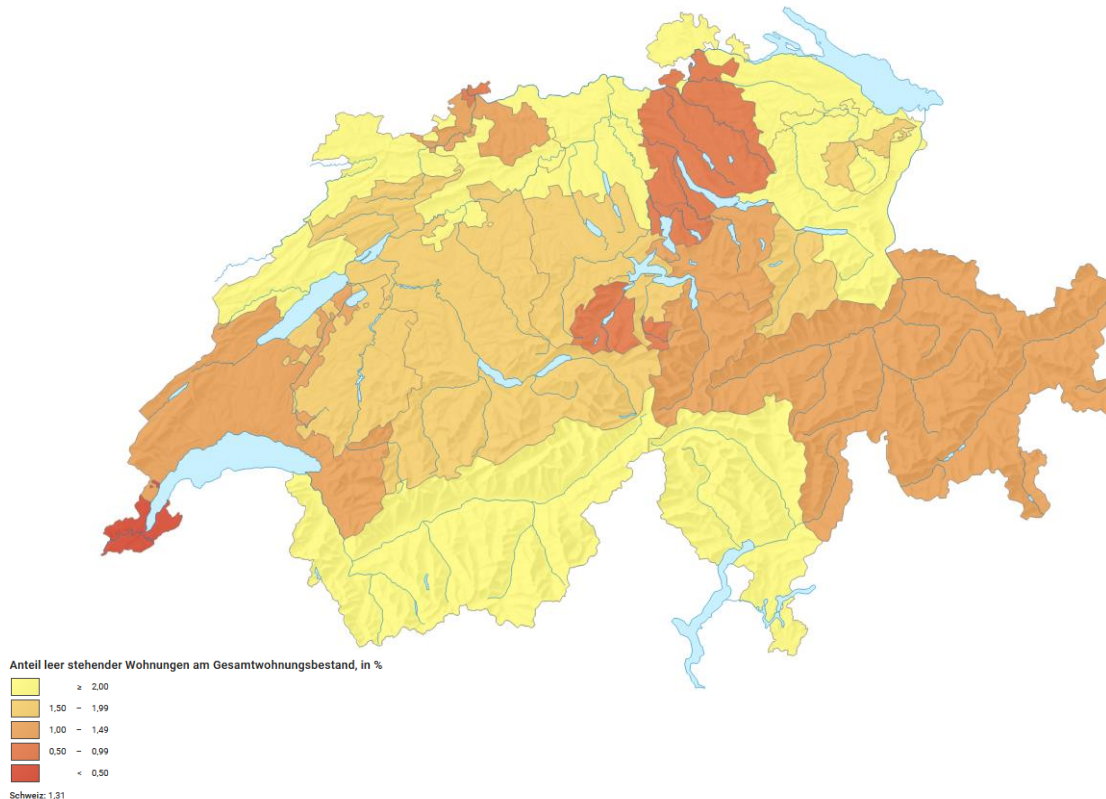 Anteil leer stehender Wohnungen am Gesamtwohnungsbestand, in %
≥ 2,00
1,50 – 1,99
1,00 – 1,49
0,50 – 0,99
< 0,50
Schweiz: 1,31